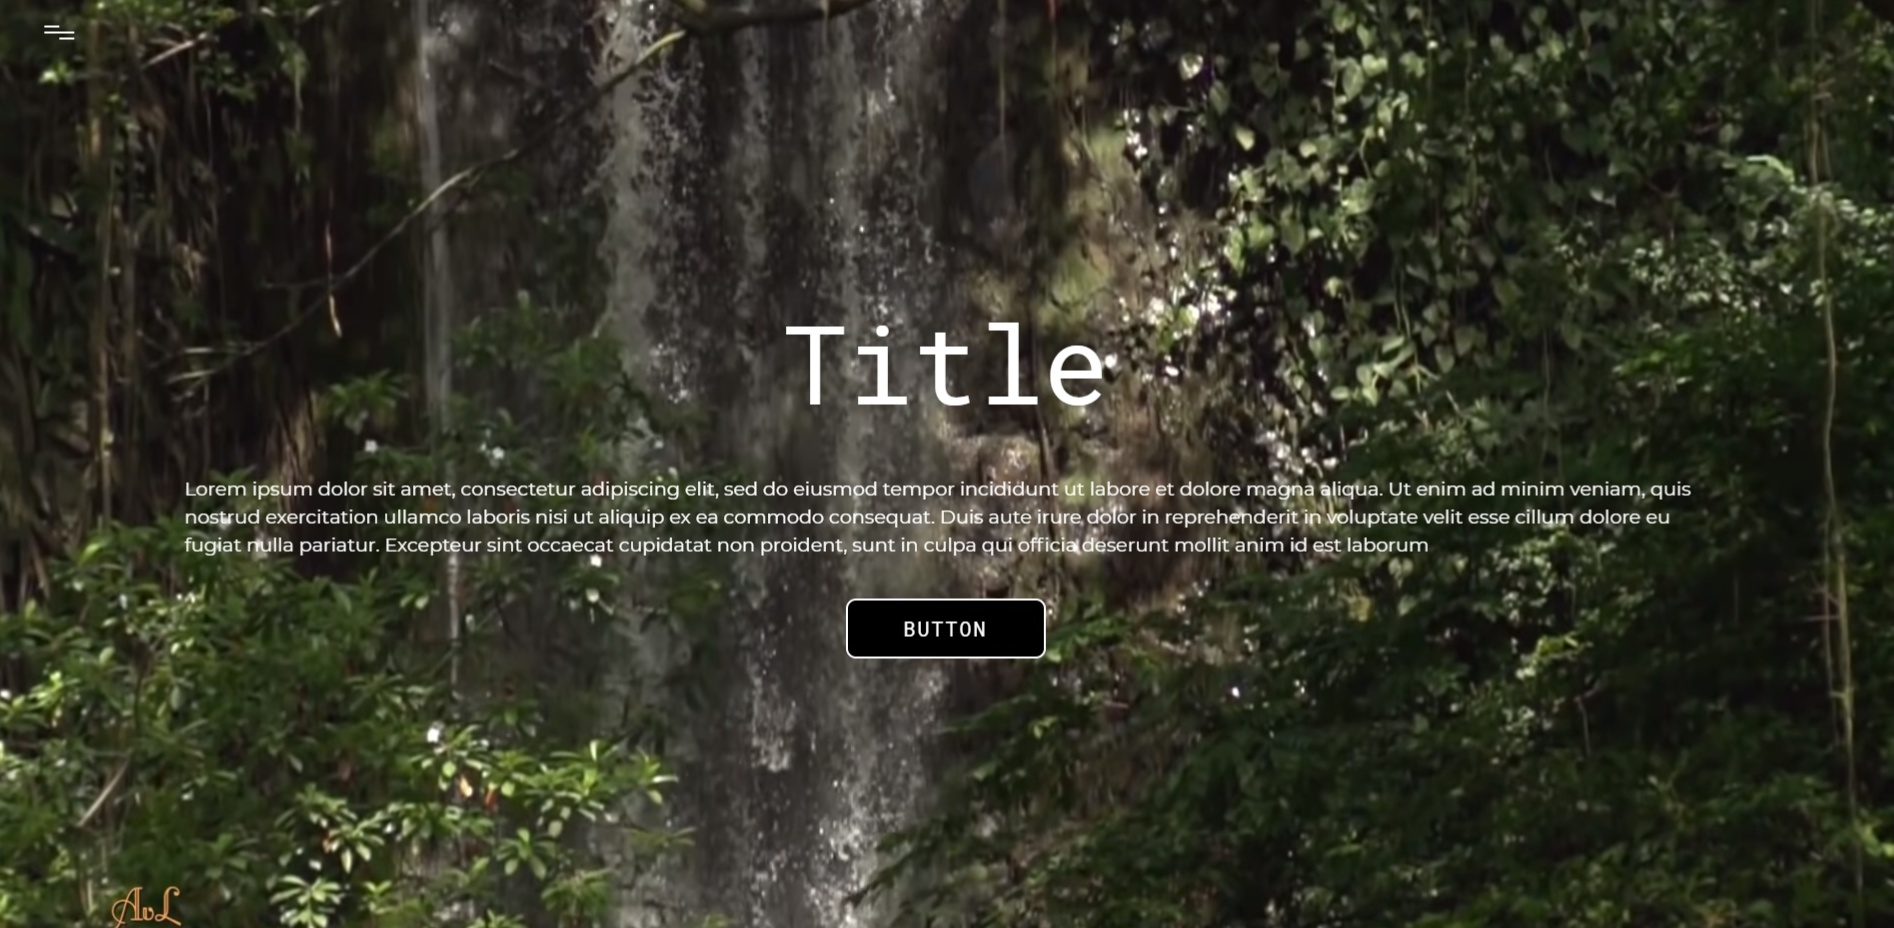 Title
Lorem ipsum dolor sit amet, consectetur adipiscing elit, sed do eiusmod tempor incididunt ut labore et dolore magna aliqua. Ut enim ad minim veniam, quis
nostrud exercitation ullamco laboris nisi ut aliquip ex ea commodo consequat. Duis aute irure dolor in reprehenderit in voluptate velit esse cillum dolore eu
fugiat nulla pariatur. Excepteur sint occaecat cupidatat non proident, sunt in culpa qui officia deserunt mollit anim id est laborum
BUTTON
AvL